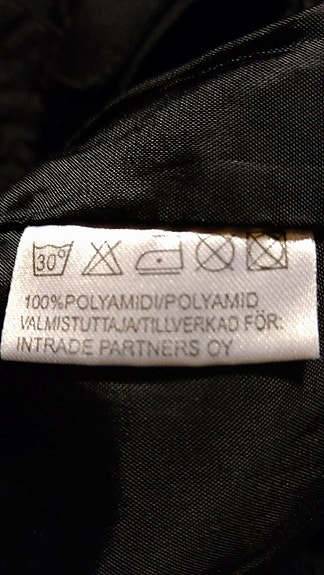 30°
100%POLYAMIDI/POLYAMID
VALMISTUTTAJA/TILLVERKAD FÖR:
INTRADE PARTNERS OY